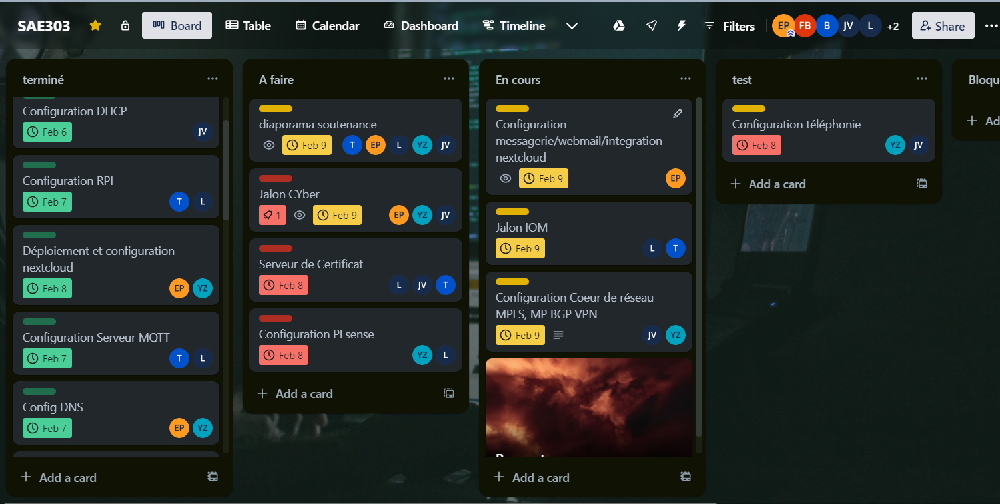 SAE303
Board
Table
Calendar
Dashboard
Timeline
Filters
EP
FB
B
JV
L
+2
Share
terminé
Configuration DHCP
Feb 6
JV
Configuration RPI
Feb 7
T
L
Déploiement et configuration
nextcloud
Feb 8
EP
YZ
Configuration Serveur MQTT
Feb 7
T
L
Config DNS
Feb 7
EP
YZ
Add a card
A faire
diaporama soutenance
Feb 9
T
EP
L
YZ
JV
Jalon CYber
1
Feb 9
EP
YZ
JV
Serveur de Certificat
Feb 8
L
JV
T
Configuration PFsense
Feb 8
YZ
L
Add a card
En cours
Configuration
messagerie/webmail/integration
nextcloud
Feb 9
EP
Jalon IOM
Feb 9
L
T
Configuration Coeur de réseau
MPLS, MP BGP VPN
Feb 9
JV
YZ
Add a card
test
Configuration téléphonie
Feb 8
YZ
JV
Add a card
Bloqu
Ad